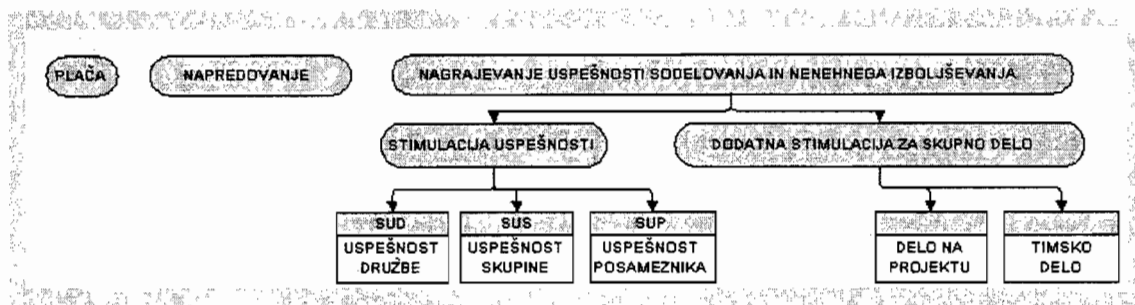 PLAČA
NAPREDOVANJE
NAGRAJEVANJE USPEŠNOSTI SODELOVANJA IN NENEHNEGA IZBOLJŠEVANJA
STIMULACIJA USPEŠNOSTI
DODATNA STIMULACIJA ZA SKUPNO DELO
SUD
USPEŠNOST
DRUŽBE
SUS
USPEŠNOST
SKUPINE
SUP
USPEŠNOST
POSAMEZNIKA
DELO NA
PROJEKTU
TIMSKO
DELO